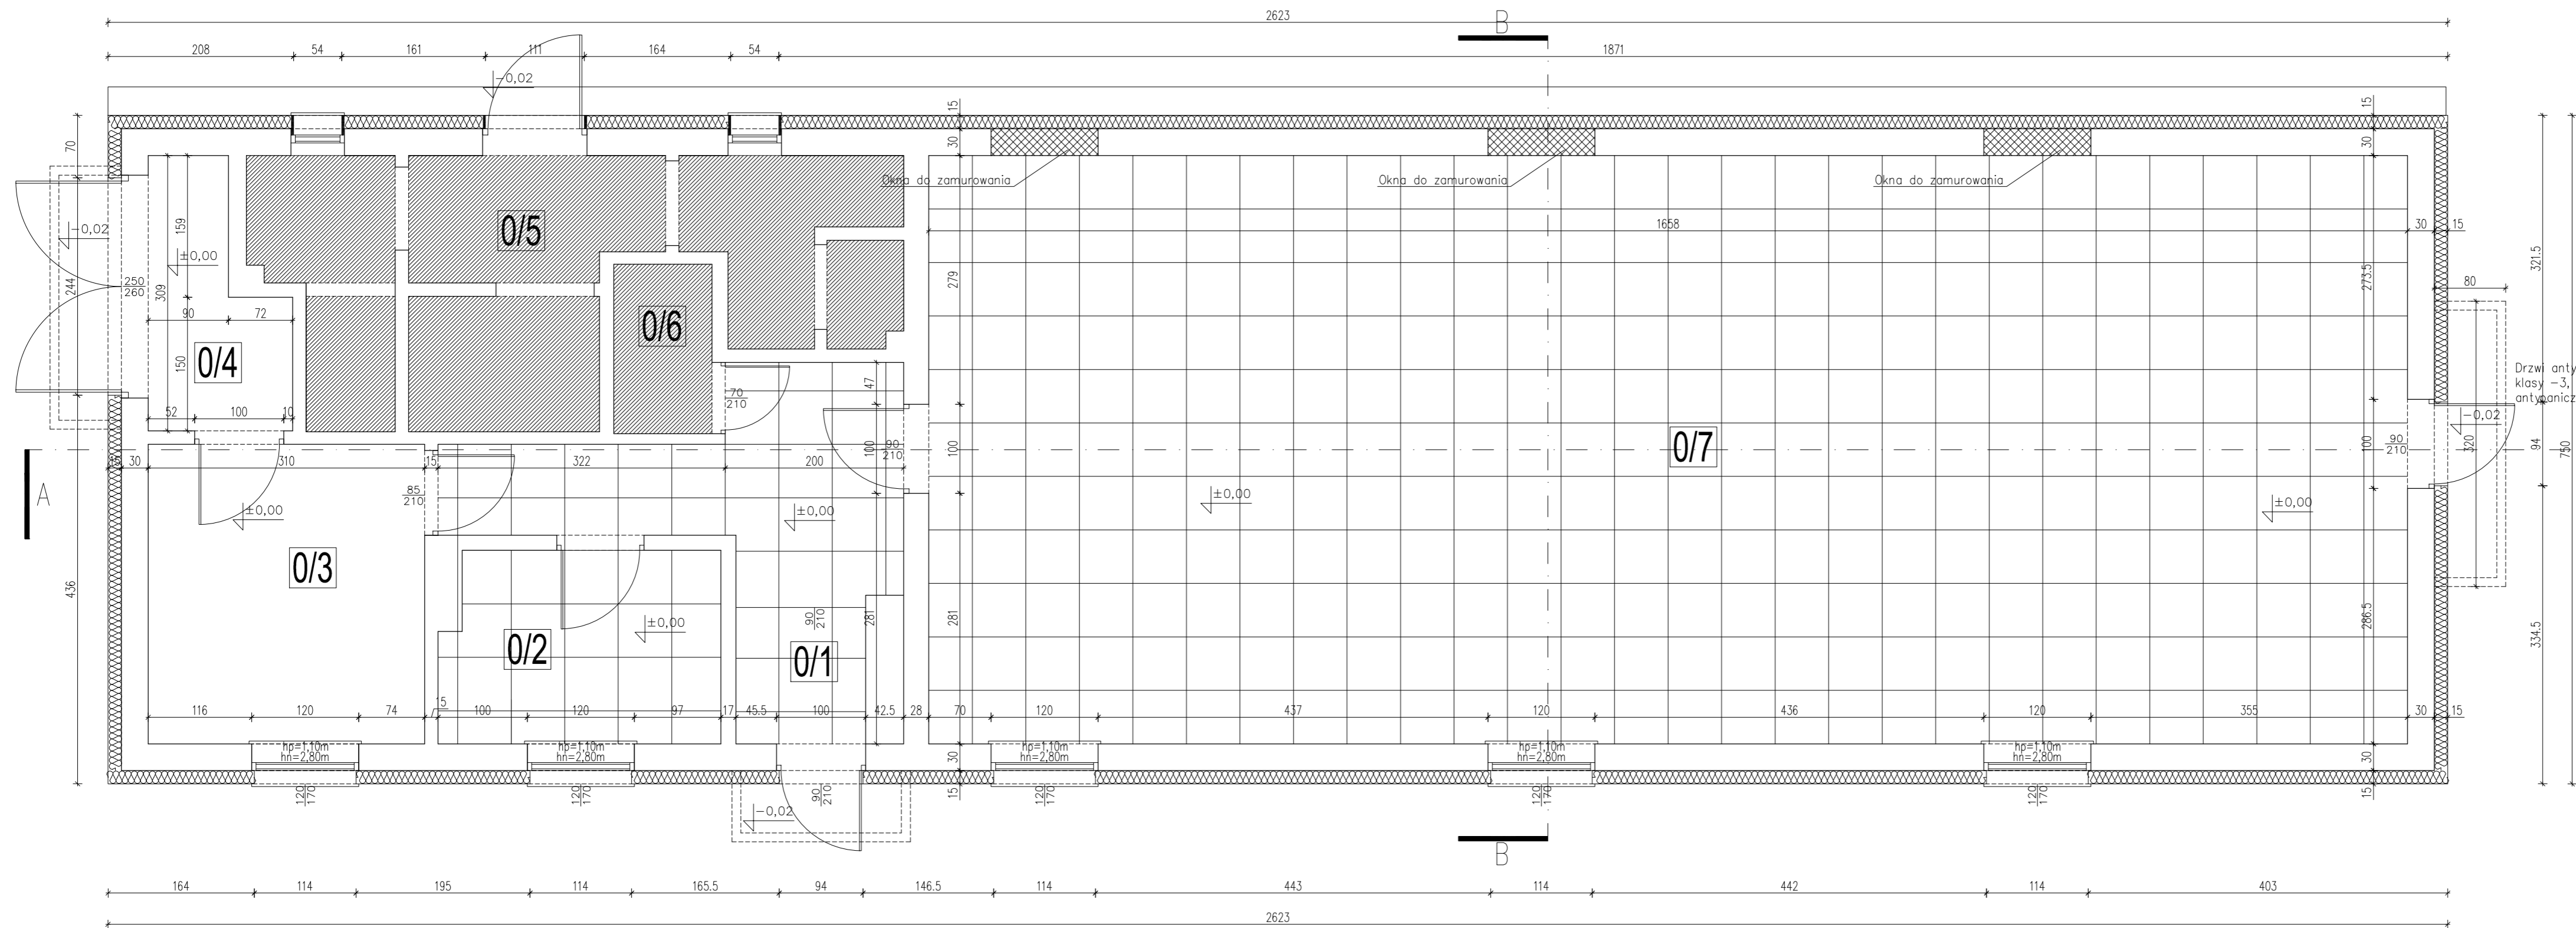 2623
B
208 54 161 111 164 54 1871
-0,02
15 15
70 30 30
Okna do zamurowania Okna do zamurowania Okna do zamurowania
159 0/5 1658 30 15
-0,02
±0,00
321.5
250
260
244 309 279 273.5 80
90 72
0/4 150 0/6
47
70
210
Drzwi anty
klasy -3,
antypanicz
-0,02
52 100 10
100 90
210
100 0/7 100 90
210
320 94 750
15 30 310 15 322 200
A
85
210
±0,00 ±0,00 ±0,00 ±0,00
0/3
436
±0,00
90
210
281 281 286.5 334.5
0/2 0/1
15
116 120 74 100 120 97 17 45.5 100 42.5 28 70 120 437 120 436 120 355 30 15
hp=1,10m hp=1,10m hp=1,10m hp=1,10m hp=1,10m
hn=2,80m hn=2,80m hn=2,80m hn=2,80m hn=2,80m
30 30
15 15
120
170
120
170
90
210
120
170
120
170
120
170
-0,02
B
164 114 195 114 165.5 94 146.5 114 443 114 442 114 403
2623